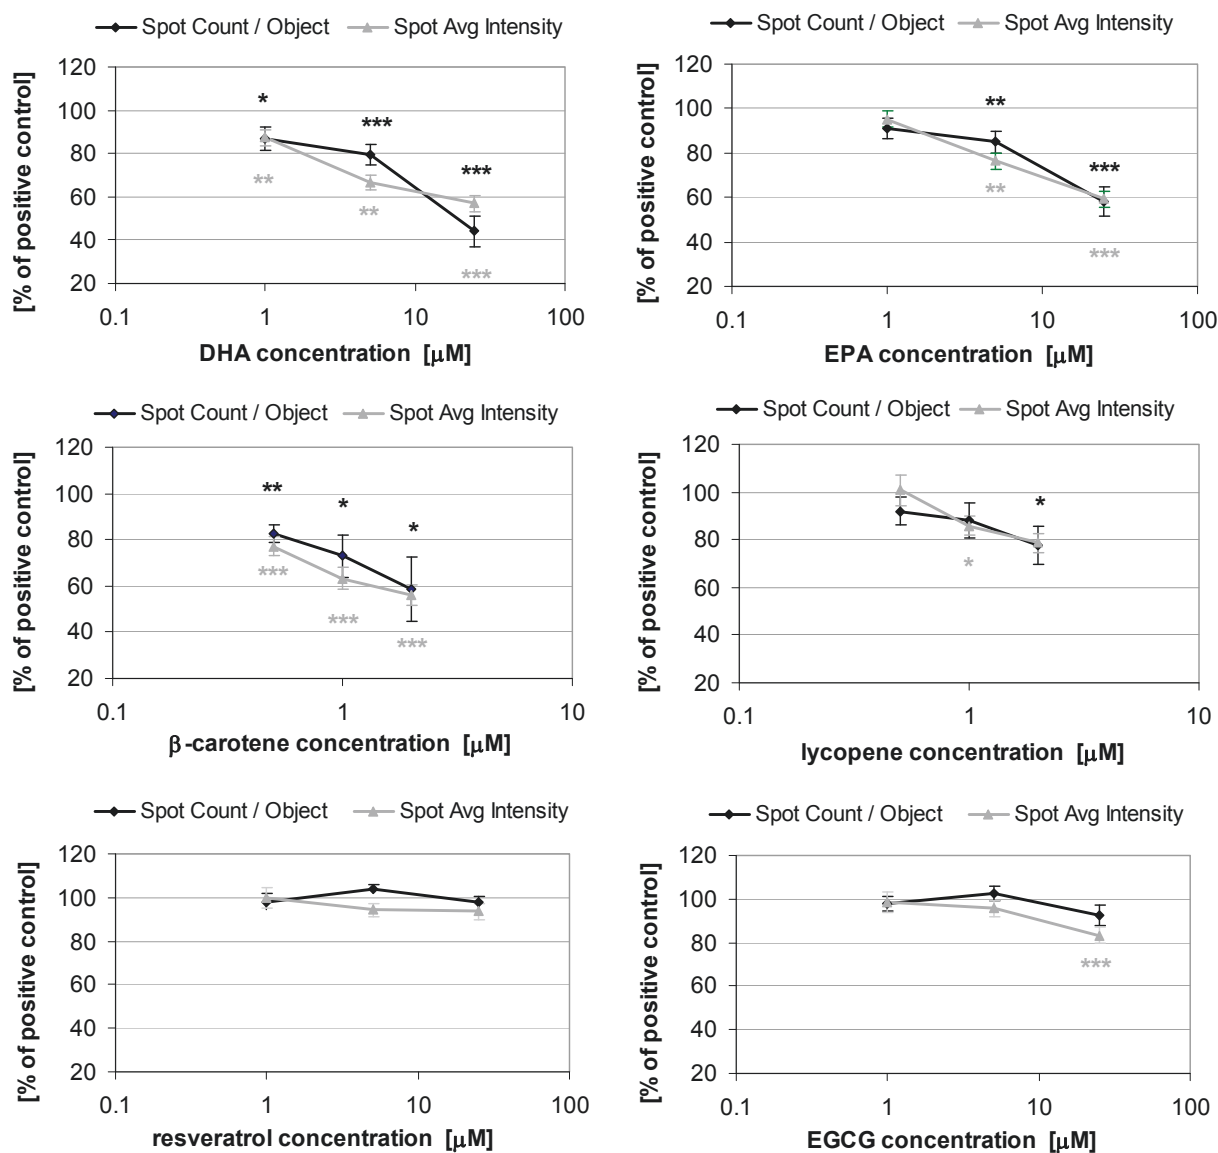 Spot Count / Object Spot Avg Intensity
[% of positive control]
120
100
80
60
40
20
*
***
***
**
**
***
0.1 1 10 100
DHA concentration [μM]
Spot Count / Object Spot Avg Intensity
[% of positive control]
120
100
80
60
40
20
**
***
**
***
0.1 1 10 100
EPA concentration [μM]
Spot Count / Object Spot Avg Intensity
[% of positive control]
120
100
80
60
40
20
**
*
*
***
***
***
0.1 1 10
β-carotene concentration [μM]
Spot Count / Object Spot Avg Intensity
[% of positive control]
120
100
80
60
40
20
*
*
0.1 1 10
lycopene concentration [μM]
Spot Count / Object Spot Avg Intensity
[% of positive control]
120
100
80
60
40
20
0.1 1 10 100
resveratrol concentration [μM]
Spot Count / Object Spot Avg Intensity
[% of positive control]
120
100
80
60
40
20
***
0.1 1 10 100
EGCG concentration [μM]